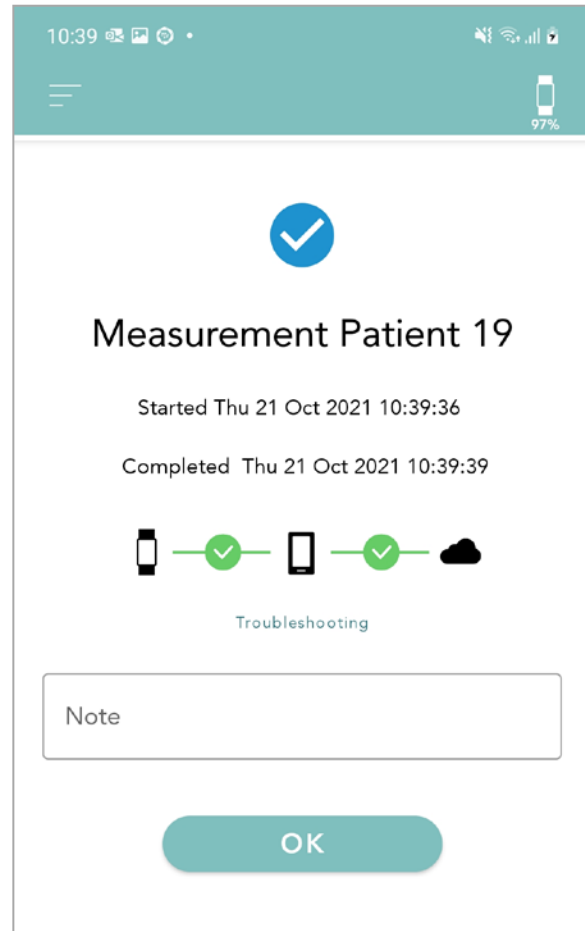 10:39
97%
Measurement Patient 19
Started Thu 21 Oct 2021 10:39:36
Completed Thu 21 Oct 2021 10:39:39
Troubleshooting
Note
OK